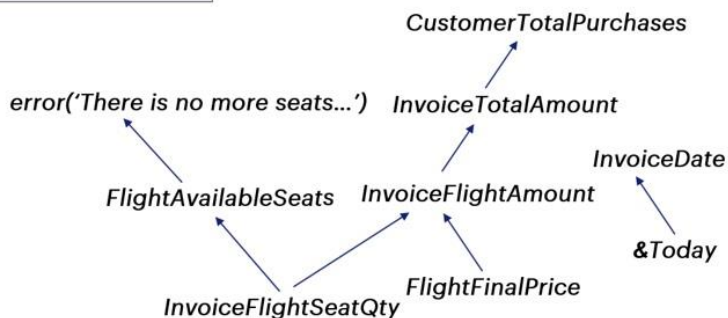 CustomerTotalPurchases
error('There is no more seats...')
InvoiceTotalAmount
InvoiceDate
FlightAvailableSeats
InvoiceFlightAmount
&Today
FlightFinalPrice
InvoiceFlightSeatQty